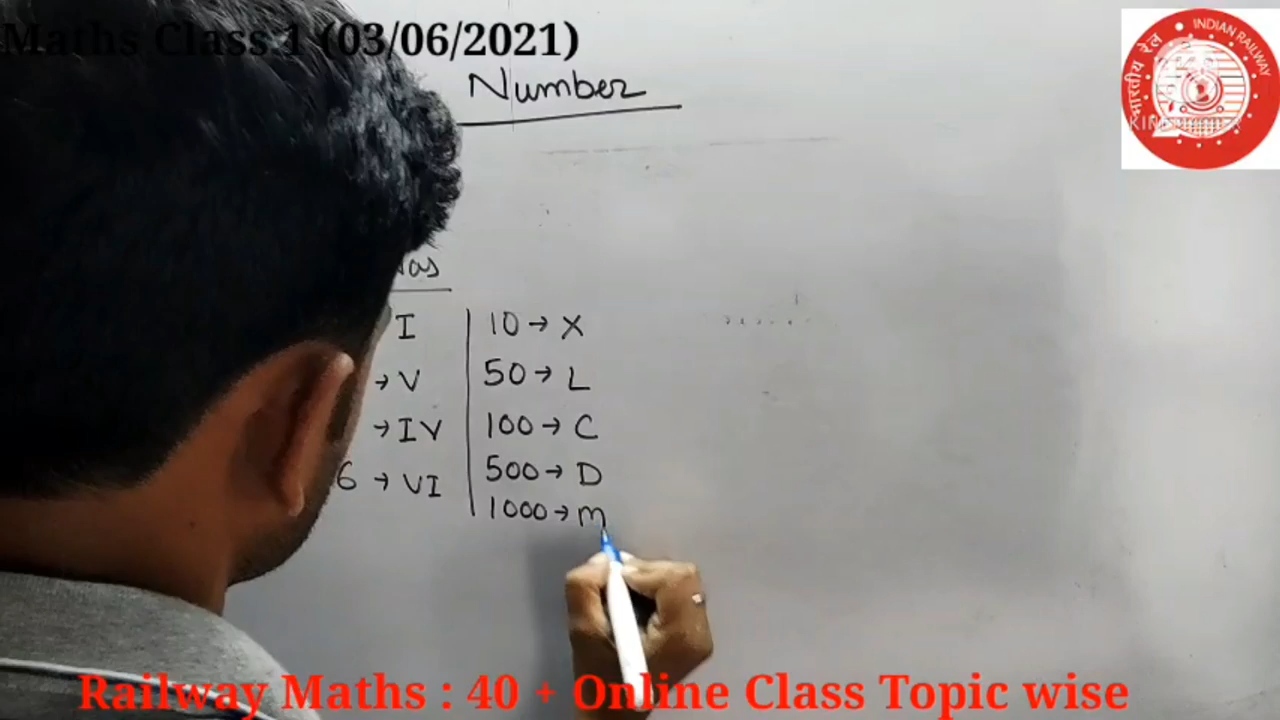 Maths Class 1 (03/06/2021)
Number
भारतीय रेल
INDIAN RAILWAY
I
→ V
→ IV
6 → VI
10 → X
50 → L
100 → C
500 → D
1000 → M
Railway Maths : 40 + Online Class Topic wise